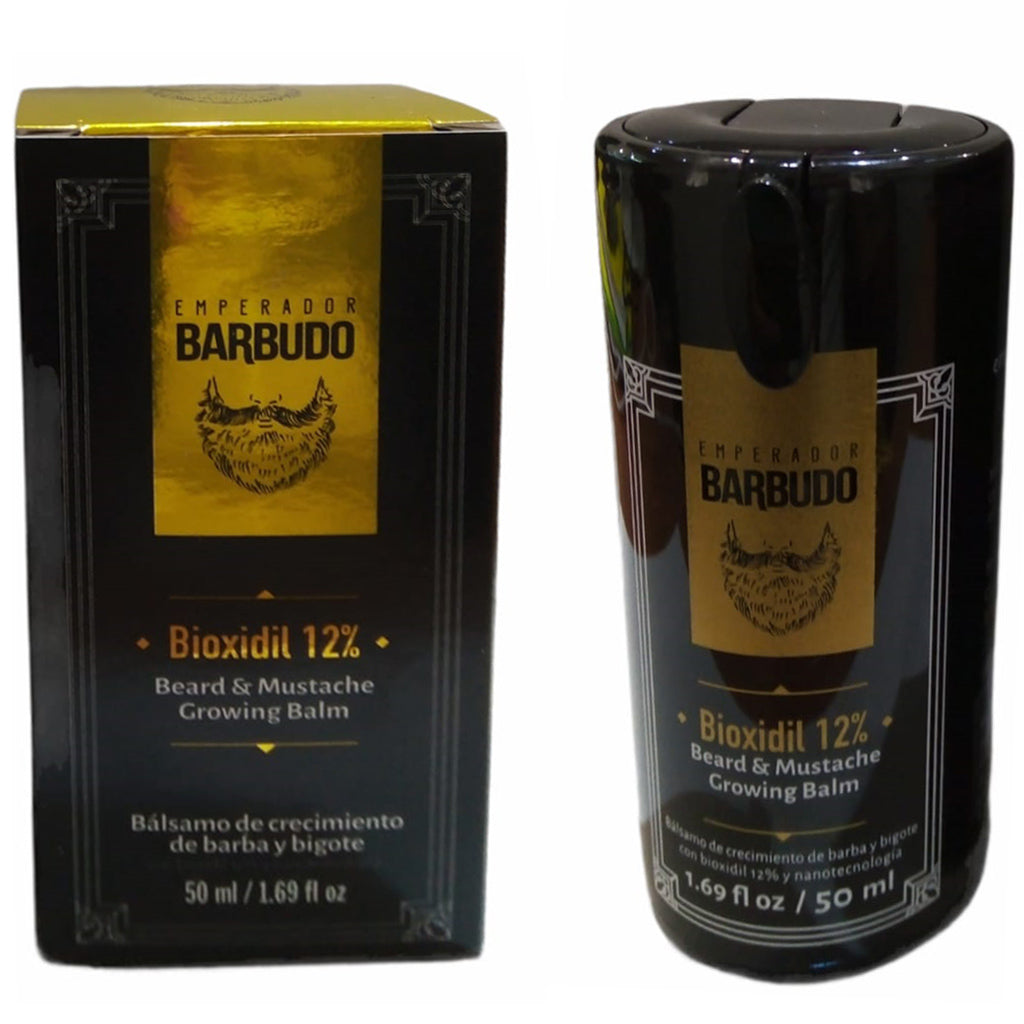 EMPERADOR
BARBUDO
Bioxidil 12%
Beard & Mustache
Growing Balm
Bálsamo de crecimiento
de barba y bigote
50 ml / 1.69 fl oz
EMPERADOR
BARBUDO
Bioxidil 12%
Beard & Mustache
Growing Balm
Bálsamo de crecimiento de barba y bigote
con bioxidil 12% y nanotecnología
1.69 fl oz / 50 ml